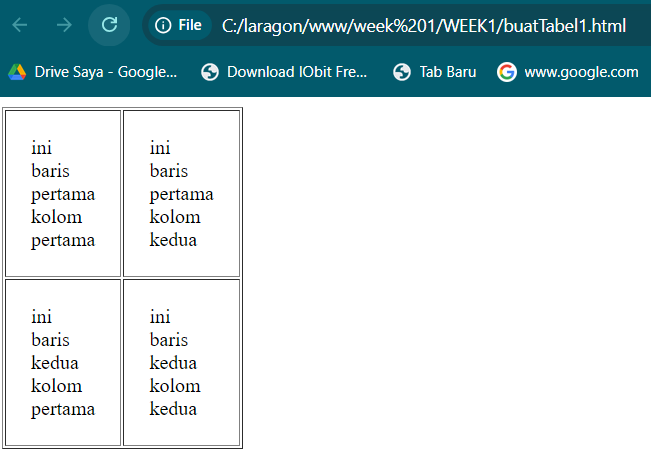 File C:/laragon/www/week%201/WEEK1/buatTabel1.html
Drive Saya - Google... Download IObit Fre... Tab Baru www.google.com
ini
baris
pertama
kolom
pertama
ini
baris
pertama
kolom
kedua
ini
baris
kedua
kolom
pertama
ini
baris
kedua
kolom
kedua